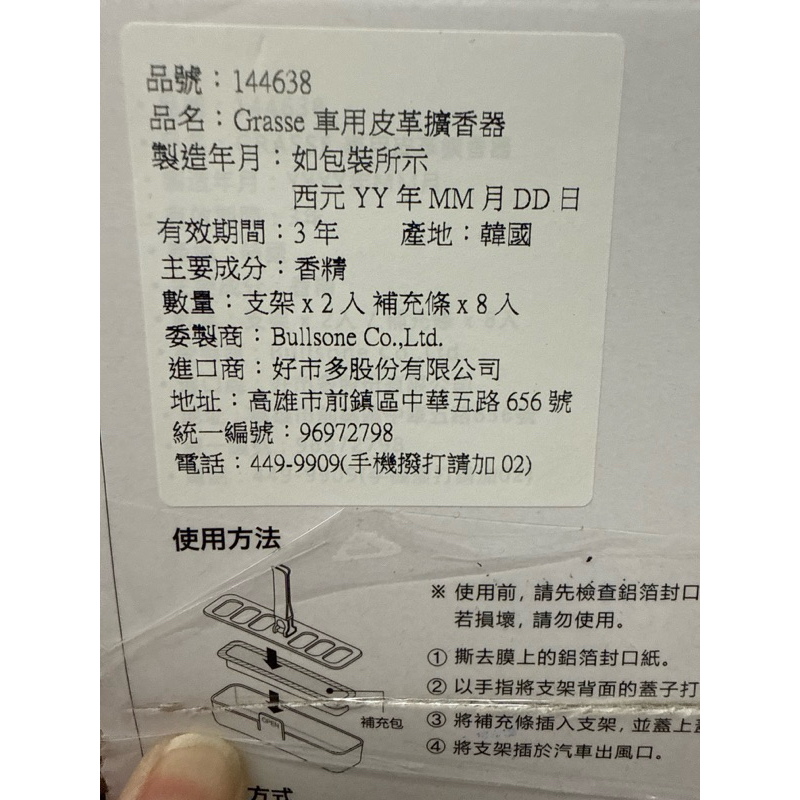 品號：144638
品名：Grasse 車用皮革擴香器
製造年月：如包裝所示
西元 YY 年 MM 月 DD 日
有效期間：3 年　　產地：韓國
主要成分：香精
數量：支架 x 2 入 補充條 x 8 入
委製商：Bullsone Co.,Ltd.
進口商：好市多股份有限公司
地址：高雄市前鎮區中華五路 656 號
統一編號：96972798
電話：449-9909(手機撥打請加 02)
使用方法
OPEN
補充包
※ 使用前, 請先檢查鋁箔封口
若損壞, 請勿使用。
① 撕去膜上的鋁箔封口紙。
② 以手指將支架背面的蓋子打
③ 將補充條插入支架, 並蓋上
④ 將支架插於汽車出風口。
方式